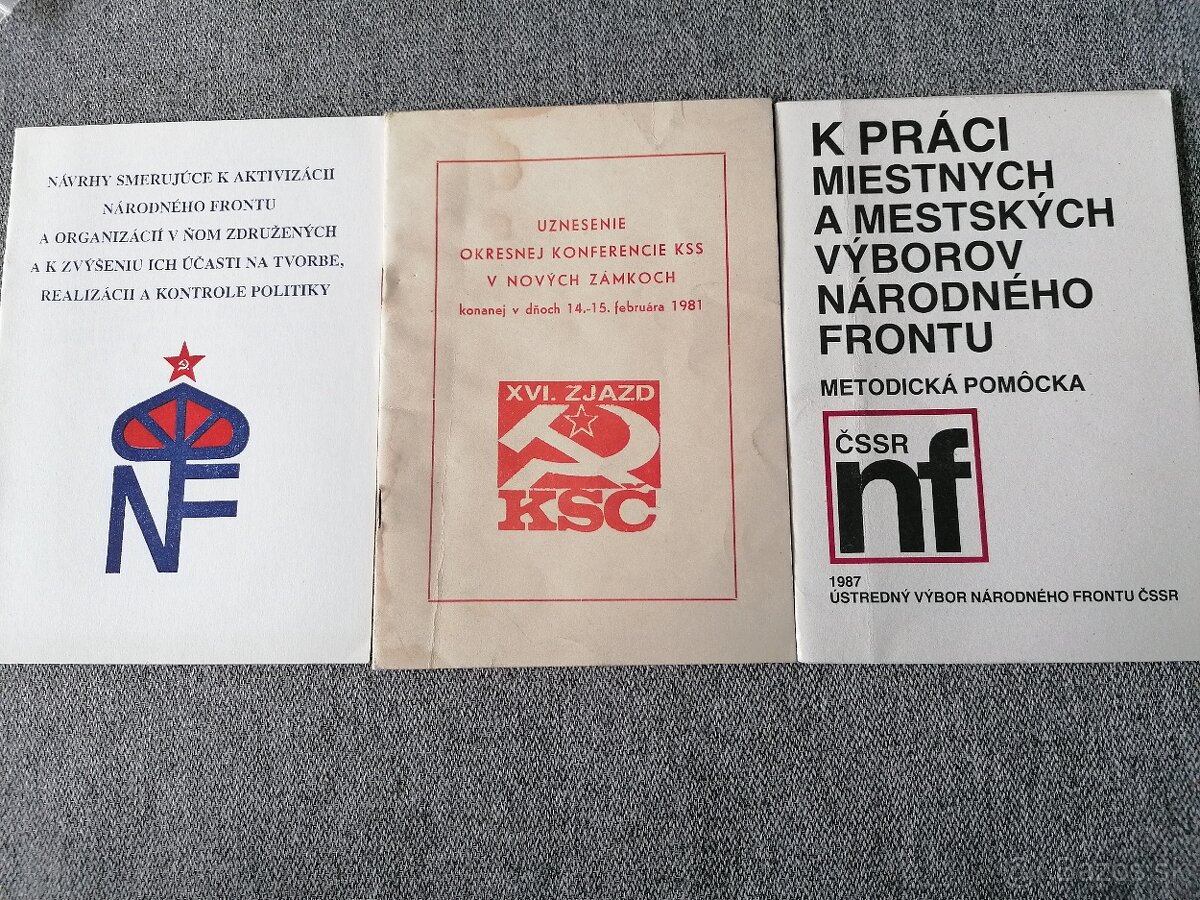 NÁVRHY SMERUJÚCE K AKTIVIZÁCII
NÁRODNÉHO FRONTU
A ORGANIZÁCIÍ V ŇOM ZDRUŽENÝCH
A K ZVÝŠENIU ICH ÚČASTI NA TVORBE,
REALIZÁCII A KONTROLE POLITIKY
NF
UZNESENIE
OKRESNEJ KONFERENCIE KSS
V NOVÝCH ZÁMKOCH
konanej v dňoch 14.-15. februára 1981
XVI. ZJAZD
KSČ
K PRÁCI
MIESTNYCH
A MESTSKÝCH
VÝBOROV
NÁRODNÉHO
FRONTU
METODICKÁ POMÔCKA
ČSSR
nf
1987
ÚSTREDNÝ VÝBOR NÁRODNÉHO FRONTU ČSSR
Bazos.sk